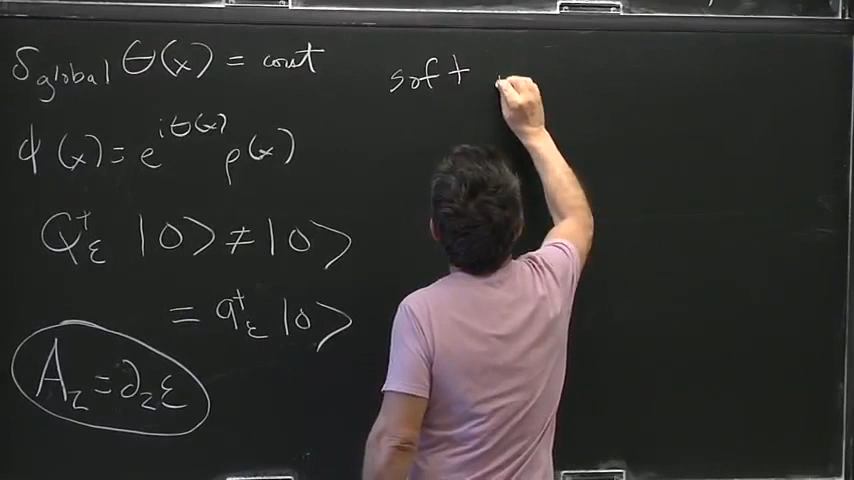 δ_global Θ(x) = const
ψ(x) = e^{iΘ(x)} ρ(x)
Q^+_ε |0> ≠ |0>
= q^+_ε |0>
A_z = ∂_z ε
soft